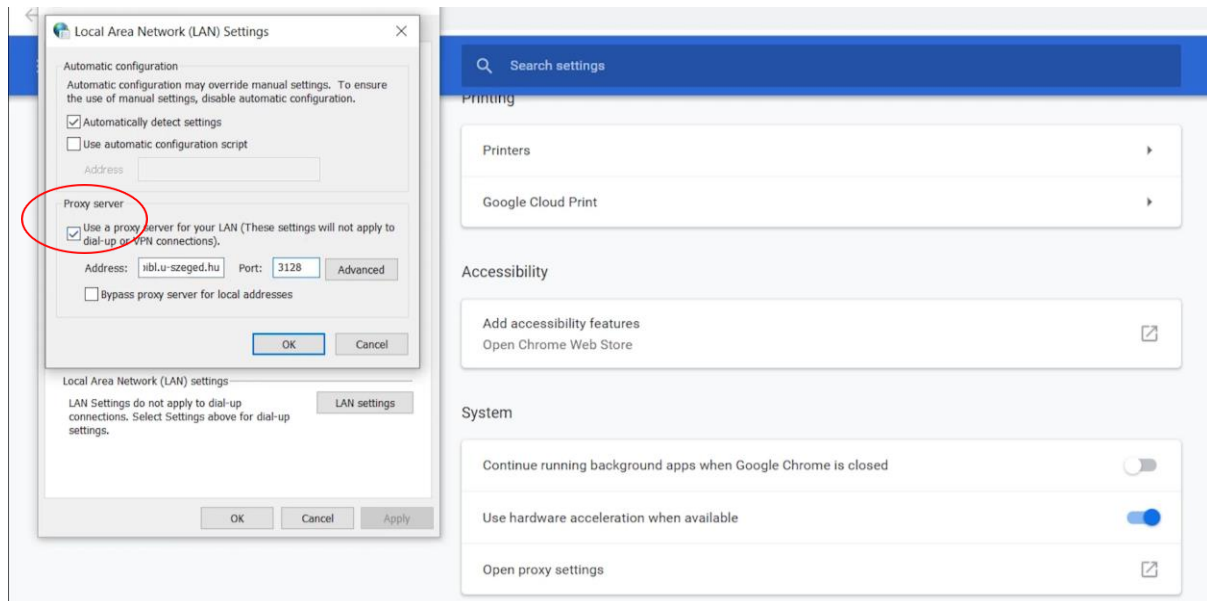 Local Area Network (LAN) Settings
Automatic configuration
Automatic configuration may override manual settings. To ensure
the use of manual settings, disable automatic configuration.
Automatically detect settings
Use automatic configuration script
Address
Proxy server
Use a proxy server for your LAN (These settings will not apply to
dial-up or VPN connections).
Address: ibl.u-szeged.hu Port: 3128 Advanced
Bypass proxy server for local addresses
OK Cancel
Local Area Network (LAN) settings
LAN Settings do not apply to dial-up
connections. Select Settings above for dial-up
settings.
LAN settings
OK Cancel Apply
Search settings
Printing
Printers
Google Cloud Print
Accessibility
Add accessibility features
Open Chrome Web Store
System
Continue running background apps when Google Chrome is closed
Use hardware acceleration when available
Open proxy settings